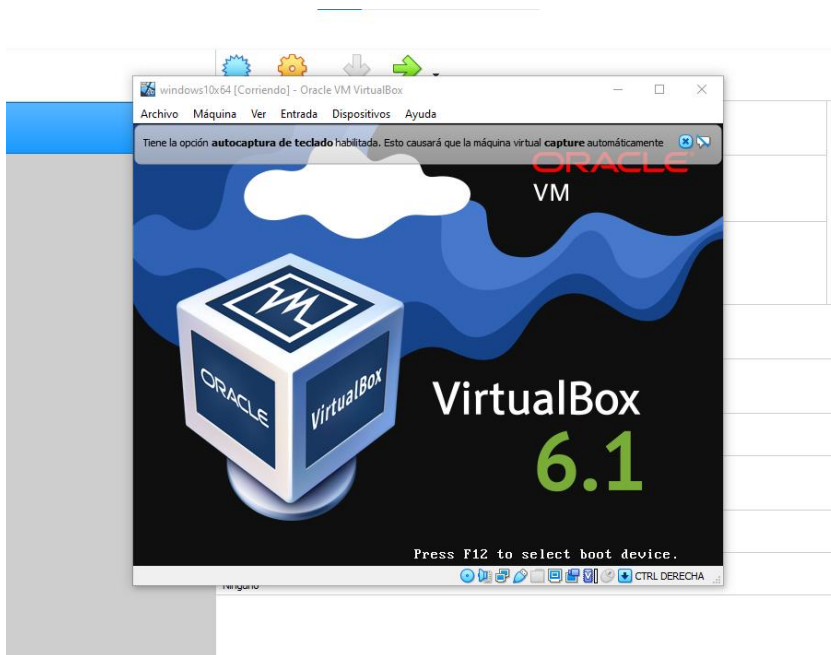 windows10x64 [Corriendo] - Oracle VM VirtualBox
Archivo Máquina Ver Entrada Dispositivos Ayuda
Tiene la opción autocaptura de teclado habilitada. Esto causará que la máquina virtual capture automáticamente
ORACLE
VM
ORACLE
VirtualBox
VirtualBox
6.1
Press F12 to select boot device.
CTRL DERECHA
Ninguno